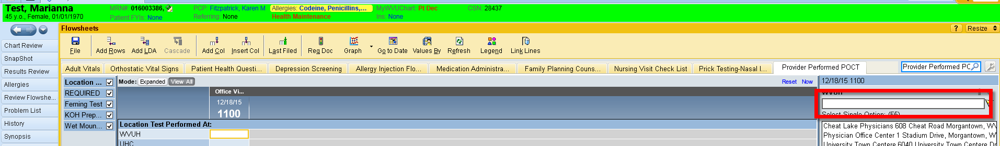 Test, Marianna
MRN# 016003386,
PCP: Fitzpatrick, Karen M
Allergies: Codeine, Penicillins,...
MyWVUChart: Pt Dec
CSN: 28437
45 y.o., Female, 01/01/1970
Patient FYIs: None
Referring: None
Health Maintenance
Ins: None
Flowsheets
? Resize
Chart Review
SnapShot
Results Review
Allergies
Review Flowshe...
Problem List
History
Synopsis
File
Add Rows
Add LDA
Cascade
Add Col
Insert Col
Last Filed
Reg Doc
Graph
Go to Date
Values By
Refresh
Legend
Link Lines
Adult Vitals
Orthostatic Vital Signs
Patient Health Questi...
Depression Screening
Allergy Injection Flo...
Medication Administra...
Family Planning Couns...
Nursing Visit Check List
Prick Testing-Nasal I...
Provider Performed POCT
Provider Performed PC
Location ...
REQUIRED
Ferning Test
KOH Prep...
Wet Moun...
Mode: Expanded View All
Reset Now
Office Vi...
12/18/15
1100
Location Test Performed At:
WVUH
UHC
12/18/15 1100
WVUH
Select Single Option: (F5)
Cheat Lake Physicians 608 Cheat Road Morgantown, WV
Physician Office Center 1 Stadium Drive, Morgantown, W
University Town Centere 6040 University Town Centere Dr